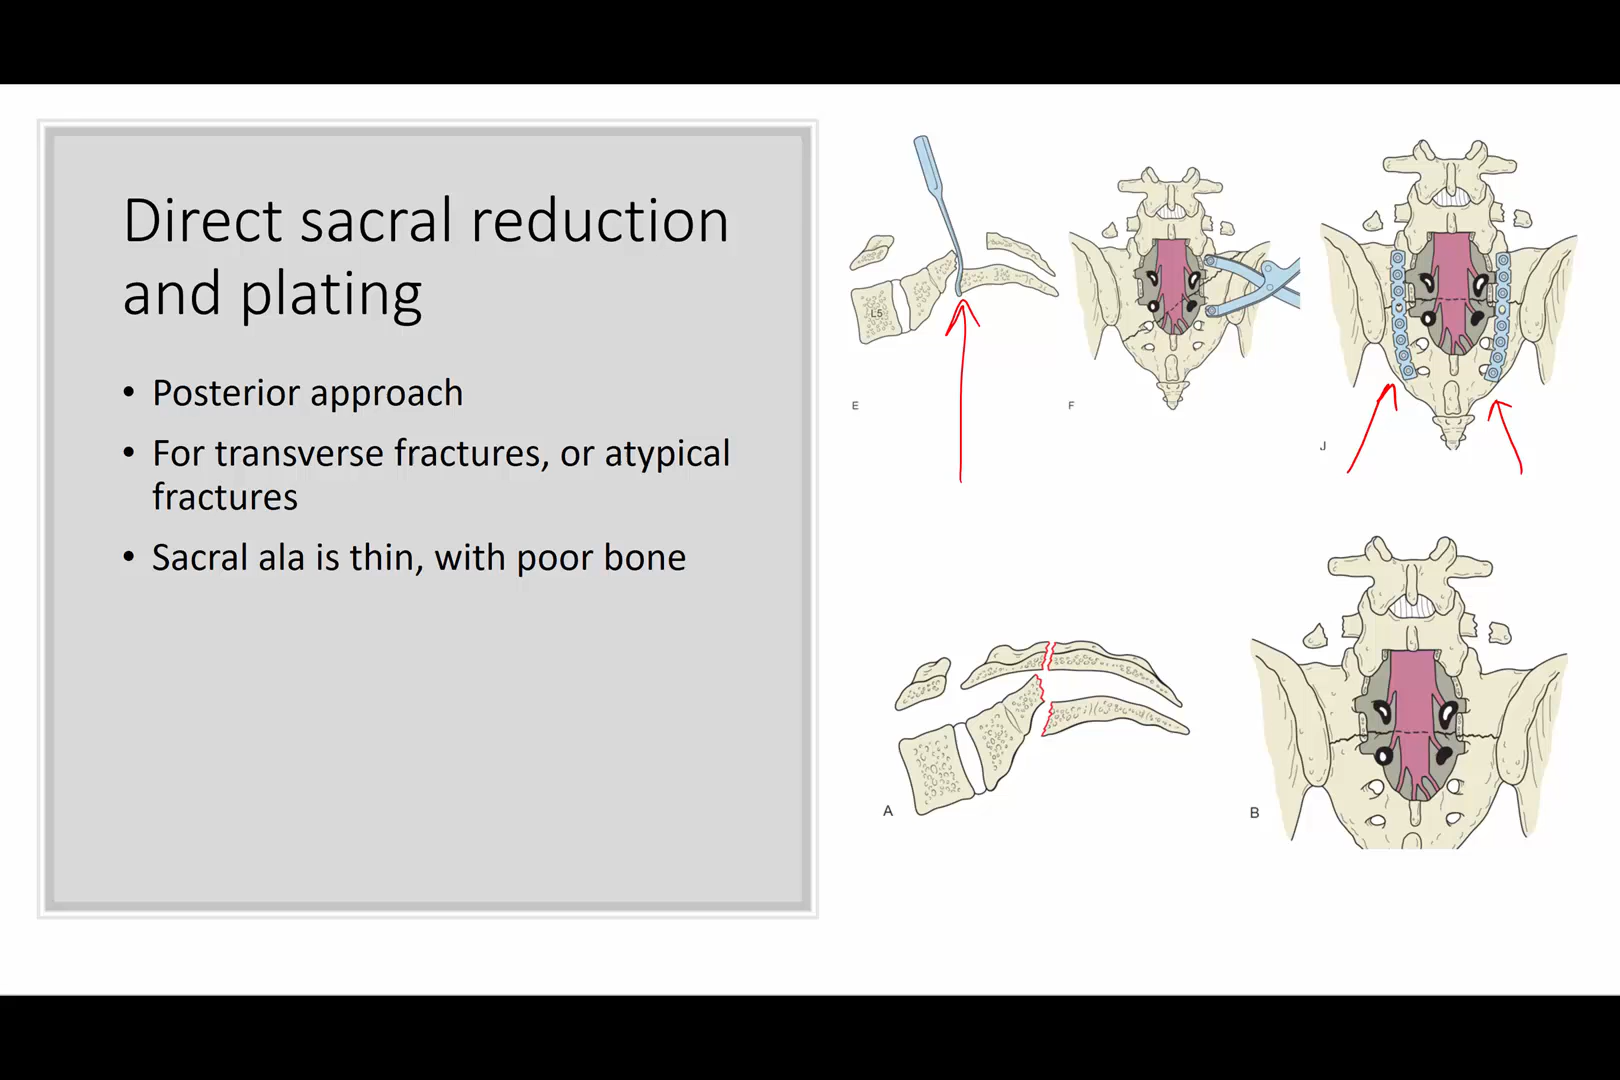 Direct sacral reduction
and plating
• Posterior approach
• For transverse fractures, or atypical
fractures
• Sacral ala is thin, with poor bone
L5
E
F
J
A
B